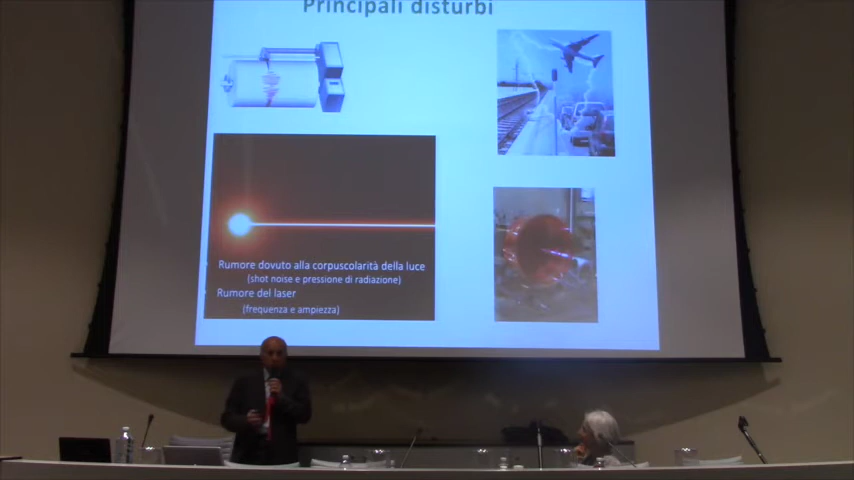 Principali disturbi
Rumore dovuto alla corpuscolarità della luce
(shot noise e pressione di radiazione)
Rumore del laser
(frequenza e ampiezza)